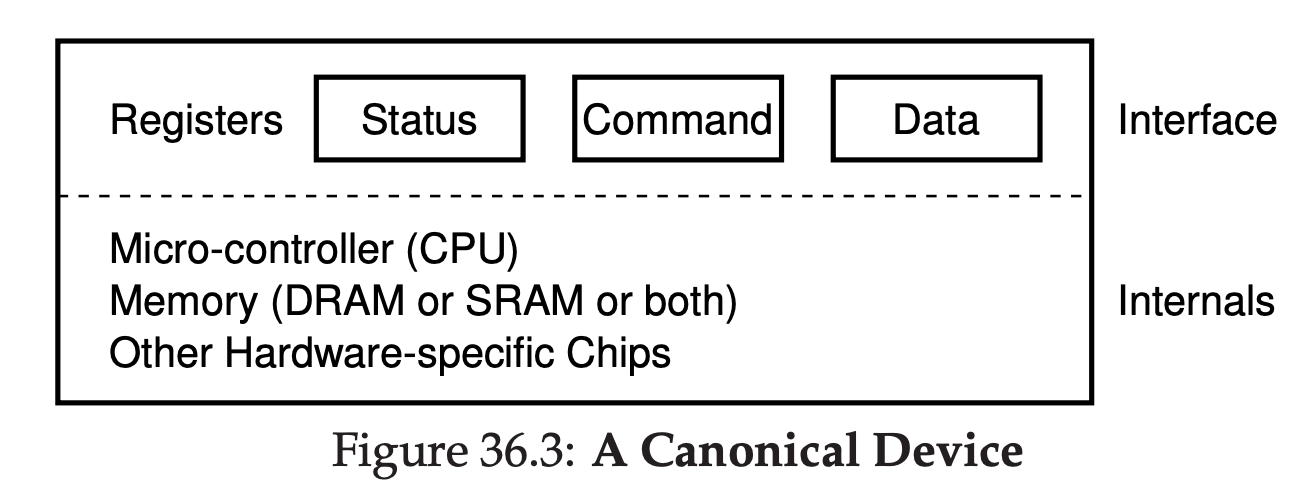 Registers Status Command Data Interface
Micro-controller (CPU)
Memory (DRAM or SRAM or both) Internals
Other Hardware-specific Chips
Figure 36.3: A Canonical Device